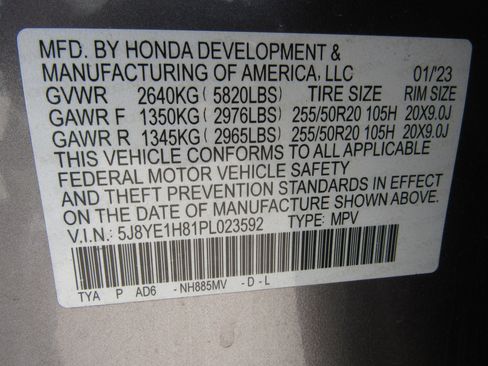 MFD. BY HONDA DEVELOPMENT &
MANUFACTURING OF AMERICA, LLC 01/'23
GVWR 2640KG ( 5820LBS) TIRE SIZE RIM SIZE
GAWR F 1350KG ( 2976LBS) 255/50R20 105H 20X9.0J
GAWR R 1345KG ( 2965LBS) 255/50R20 105H 20X9.0J
THIS VEHICLE CONFORMS TO ALL APPLICABLE
FEDERAL MOTOR VEHICLE SAFETY
AND THEFT PREVENTION STANDARDS IN EFFECT
ON THE DATE OF MANUFACTURE SHOWN ABOVE.
V.I.N.: 5J8YE1H81PL023592 TYPE: MPV
TYA P AD6 - NH885MV - D - L